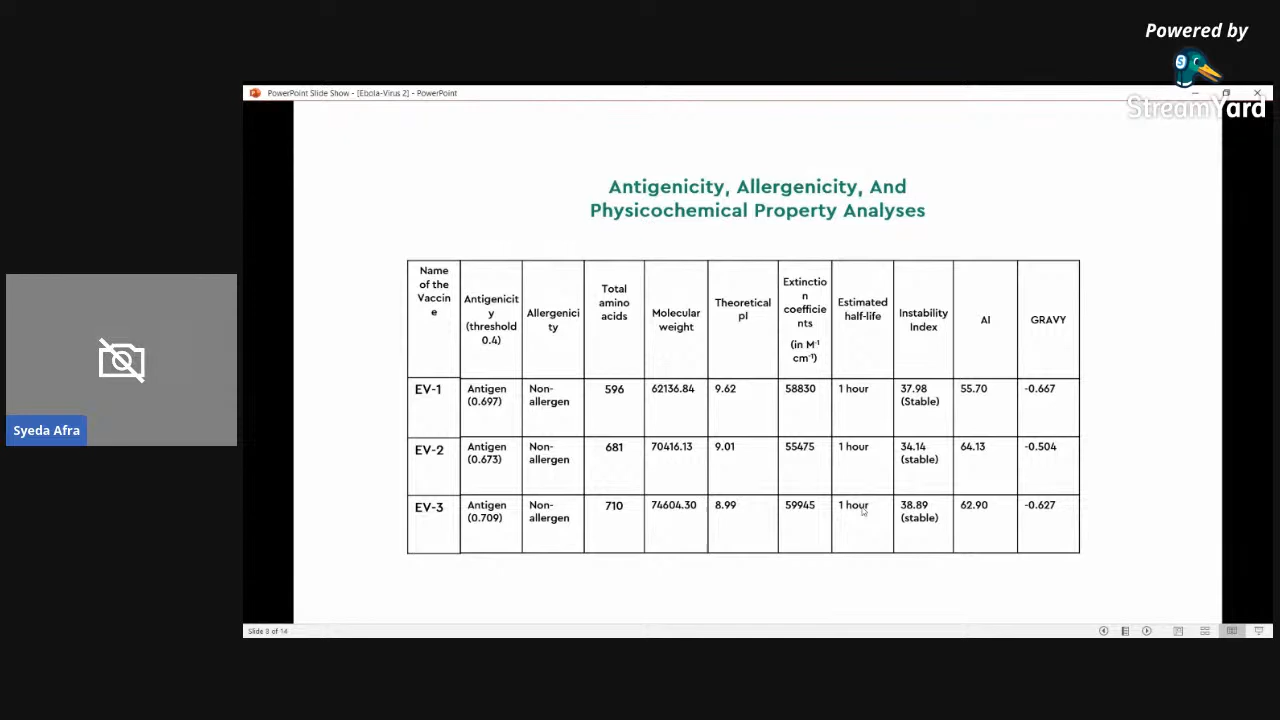 Powered by
S
StreamYard
PowerPoint Slide Show - [Ebola-Virus 2] - PowerPoint
Antigenicity, Allergenicity, And
Physicochemical Property Analyses
Name
of the
Vaccin
e
Antigenicit
y
(threshold
0.4)
Allergenici
ty
Total
amino
acids
Molecular
weight
Theoretical
pI
Extinctio
n
coefficie
nts
(in M⁻¹
cm⁻¹)
Estimated
half-life
Instability
Index
AI
GRAVY
EV-1
Antigen
(0.697)
Non-
allergen
596
62136.84
9.62
58830
1 hour
37.98
(Stable)
55.70
-0.667
EV-2
Antigen
(0.673)
Non-
allergen
681
70416.13
9.01
55475
1 hour
34.14
(stable)
64.13
-0.504
EV-3
Antigen
(0.709)
Non-
allergen
710
74604.30
8.99
59945
1 hour
38.89
(stable)
62.90
-0.627
Syeda Afra
Slide 3 of 14